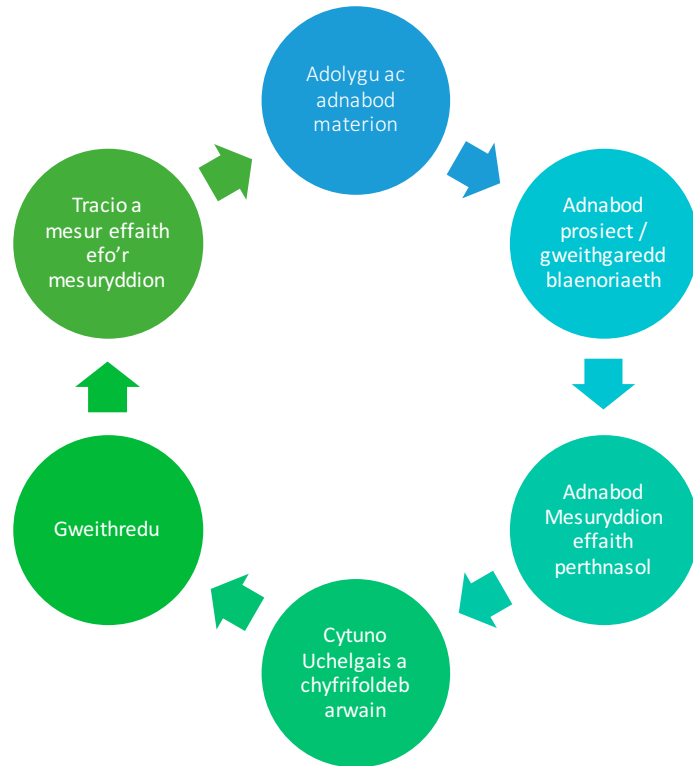 Adolygu ac
adnabod
materion
Adnabod
prosiect /
gweithgaredd
blaenoriaeth
Adnabod
Mesuryddion
effaith
perthnasol
Cytuno
Uchelgais a
chyfrifoldeb
arwain
Gweithredu
Tracio a
mesur effaith
efo’r
mesuryddion